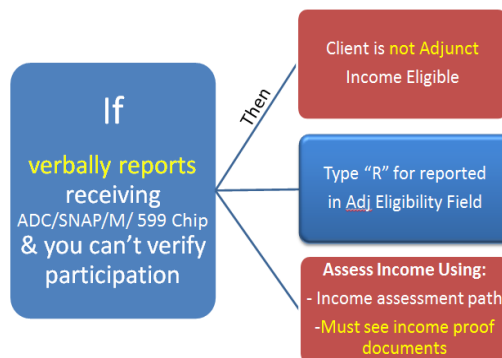 If
verbally reports
receiving
ADC/SNAP/M/ 599 Chip
& you can't verify
participation
Then
Client is not Adjunct
Income Eligible
Type "R" for reported
in Adj Eligibility Field
Assess Income Using:
- Income assessment path
-Must see income proof
documents